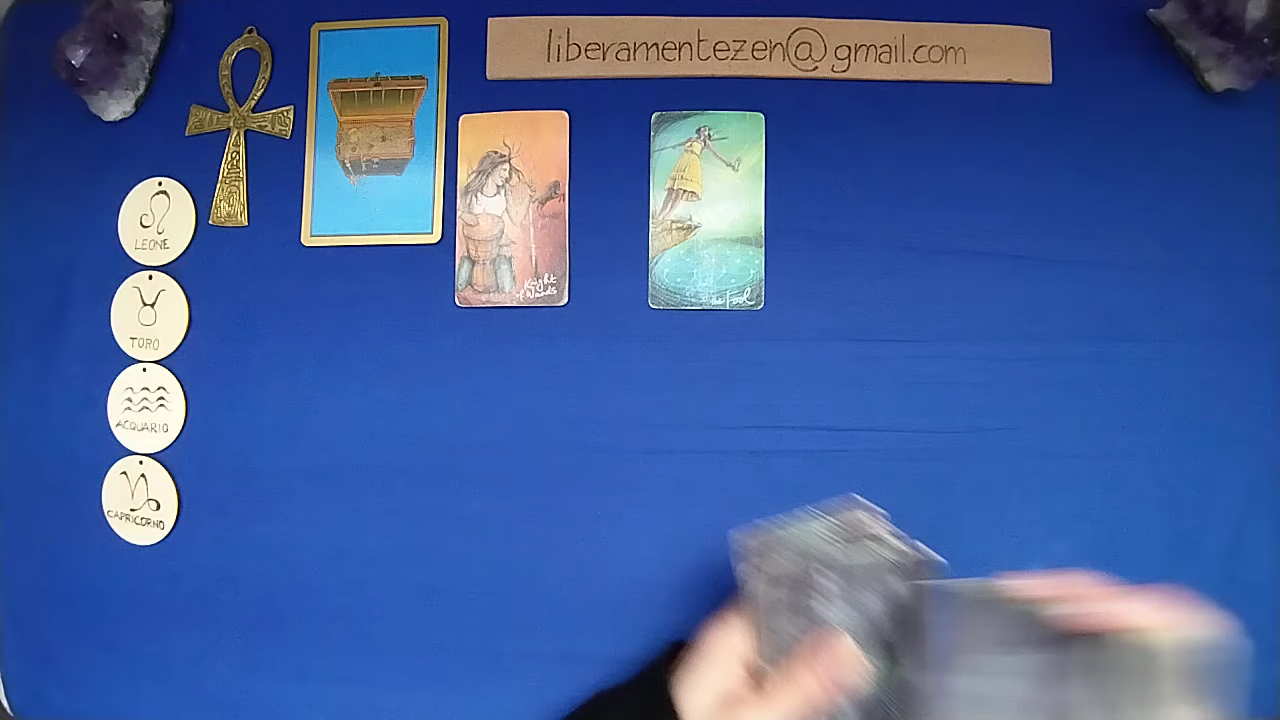 liberamentezen@gmail.com
LEONE
TORO
ACQUARIO
CAPRICORNO
Knight
of Wands
the Fool